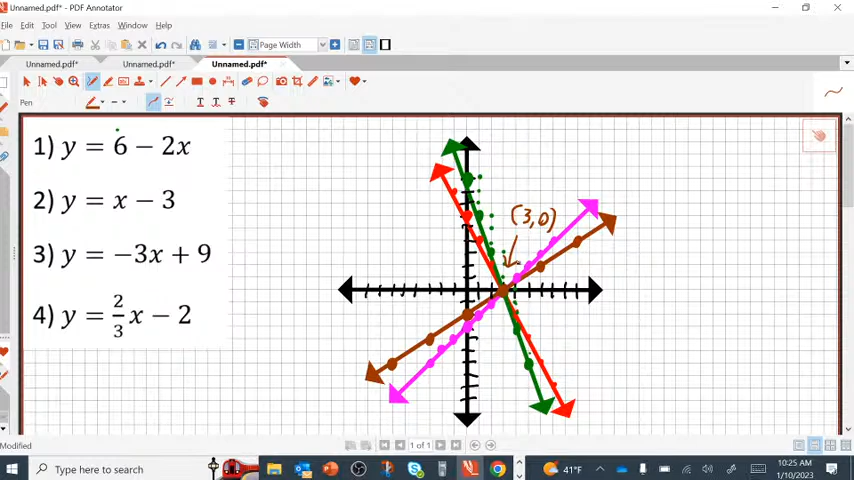 Unnamed.pdf* - PDF Annotator
File Edit Tool View Extras Window Help
Page Width
Unnamed.pdf* Unnamed.pdf* Unnamed.pdf*
Pen
1) y = 6 − 2x
2) y = x − 3
3) y = −3x + 9
4) y = 2/3 x − 2
(3,0)
Modified
1 of 1
Type here to search
41°F
10:25 AM
1/10/2023